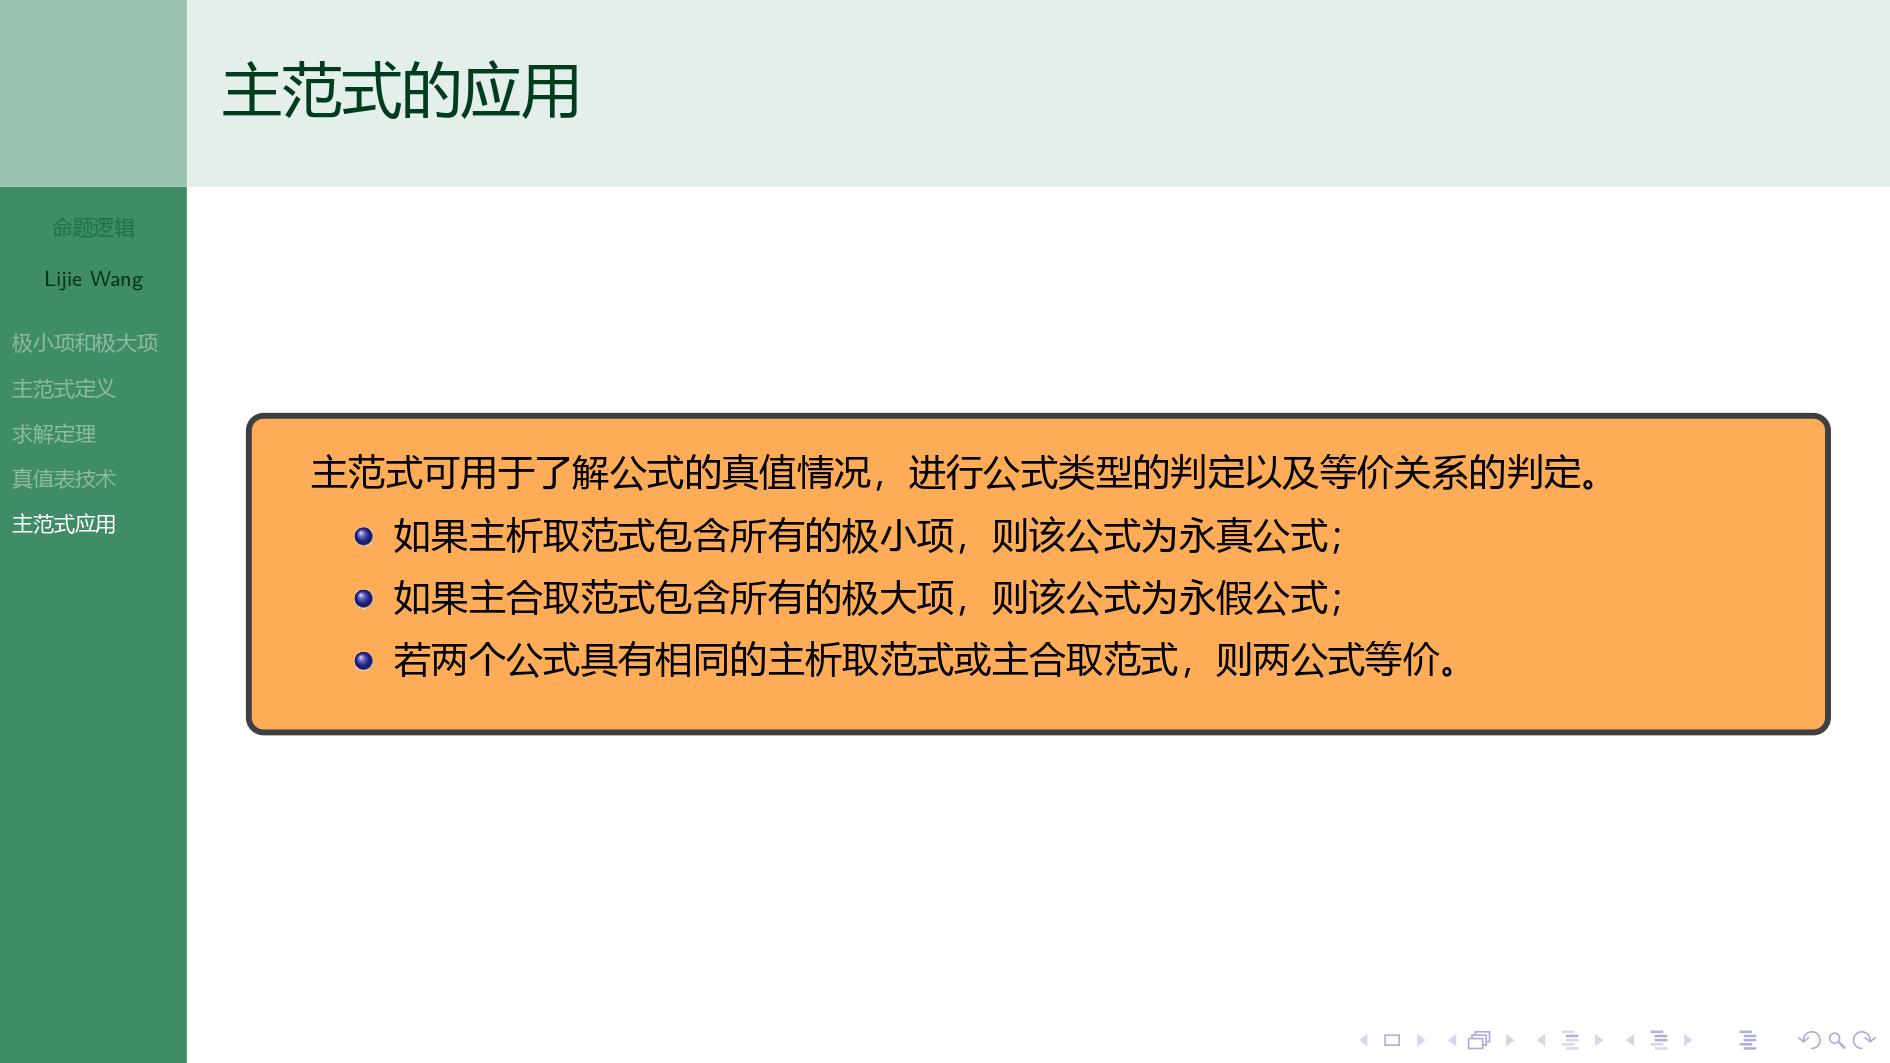 主范式的应用
命题逻辑
Lijie Wang
极小项和极大项
主范式定义
求解定理
真值表技术
主范式应用
主范式可用于了解公式的真值情况，进行公式类型的判定以及等价关系的判定。
如果主析取范式包含所有的极小项，则该公式为永真公式；
如果主合取范式包含所有的极大项，则该公式为永假公式；
若两个公式具有相同的主析取范式或主合取范式，则两公式等价。